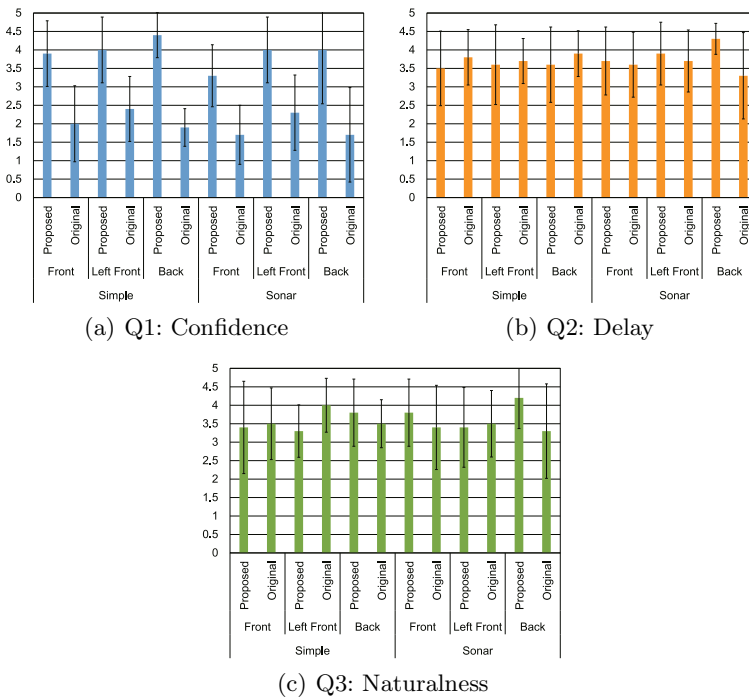 5
4.5
4
3.5
3
2.5
2
1.5
1
0.5
0
Proposed Original Proposed Original Proposed Original Proposed Original Proposed Original Proposed Original
Front Left Front Back Front Left Front Back
Simple Sonar
(a) Q1: Confidence
5
4.5
4
3.5
3
2.5
2
1.5
1
0.5
0
Proposed Original Proposed Original Proposed Original Proposed Original Proposed Original Proposed Original
Front Left Front Back Front Left Front Back
Simple Sonar
(b) Q2: Delay
5
4.5
4
3.5
3
2.5
2
1.5
1
0.5
0
Proposed Original Proposed Original Proposed Original Proposed Original Proposed Original Proposed Original
Front Left Front Back Front Left Front Back
Simple Sonar
(c) Q3: Naturalness